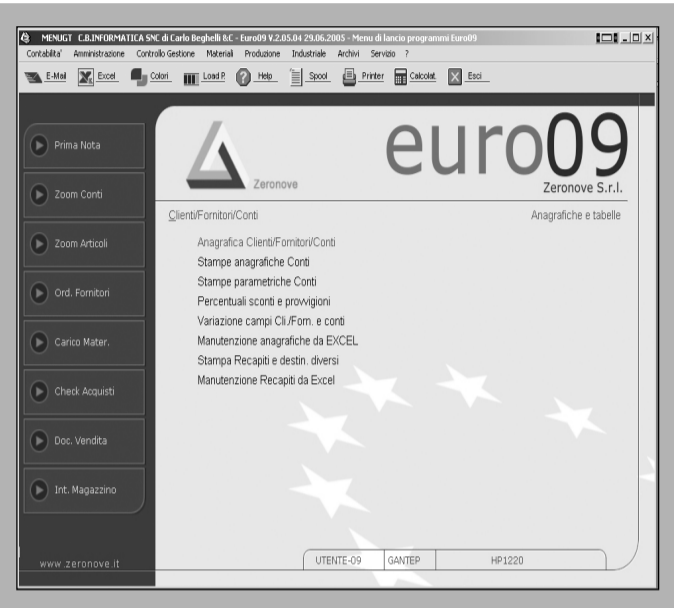 MENUGT C.B.INFORMATICA SNC di Carlo Beghelli &C - Euro09 V.2.05.04 29.06.2005 - Menu di lancio programmi Euro09
Contabilita' Amministrazione Controllo Gestione Materiali Produzione Industriale Archivi Servizio ?
E-Mail Excel Colori Load P. Help Spool Printer Calcolat. Esci
Prima Nota
Zoom Conti
Zoom Articoli
Ord. Fornitori
Carico Mater.
Check Acquisti
Doc. Vendita
Int. Magazzino
www.zeronove.it
Zeronove
euro09
Zeronove S.r.l.
Clienti/Fornitori/Conti
Anagrafiche e tabelle
Anagrafica Clienti/Fornitori/Conti
Stampe anagrafiche Conti
Stampe parametriche Conti
Percentuali sconti e provvigioni
Variazione campi Cli./Forn. e conti
Manutenzione anagrafiche da EXCEL
Stampa Recapiti e destin. diversi
Manutenzione Recapiti da Excel
UTENTE-09 GANTEP HP1220